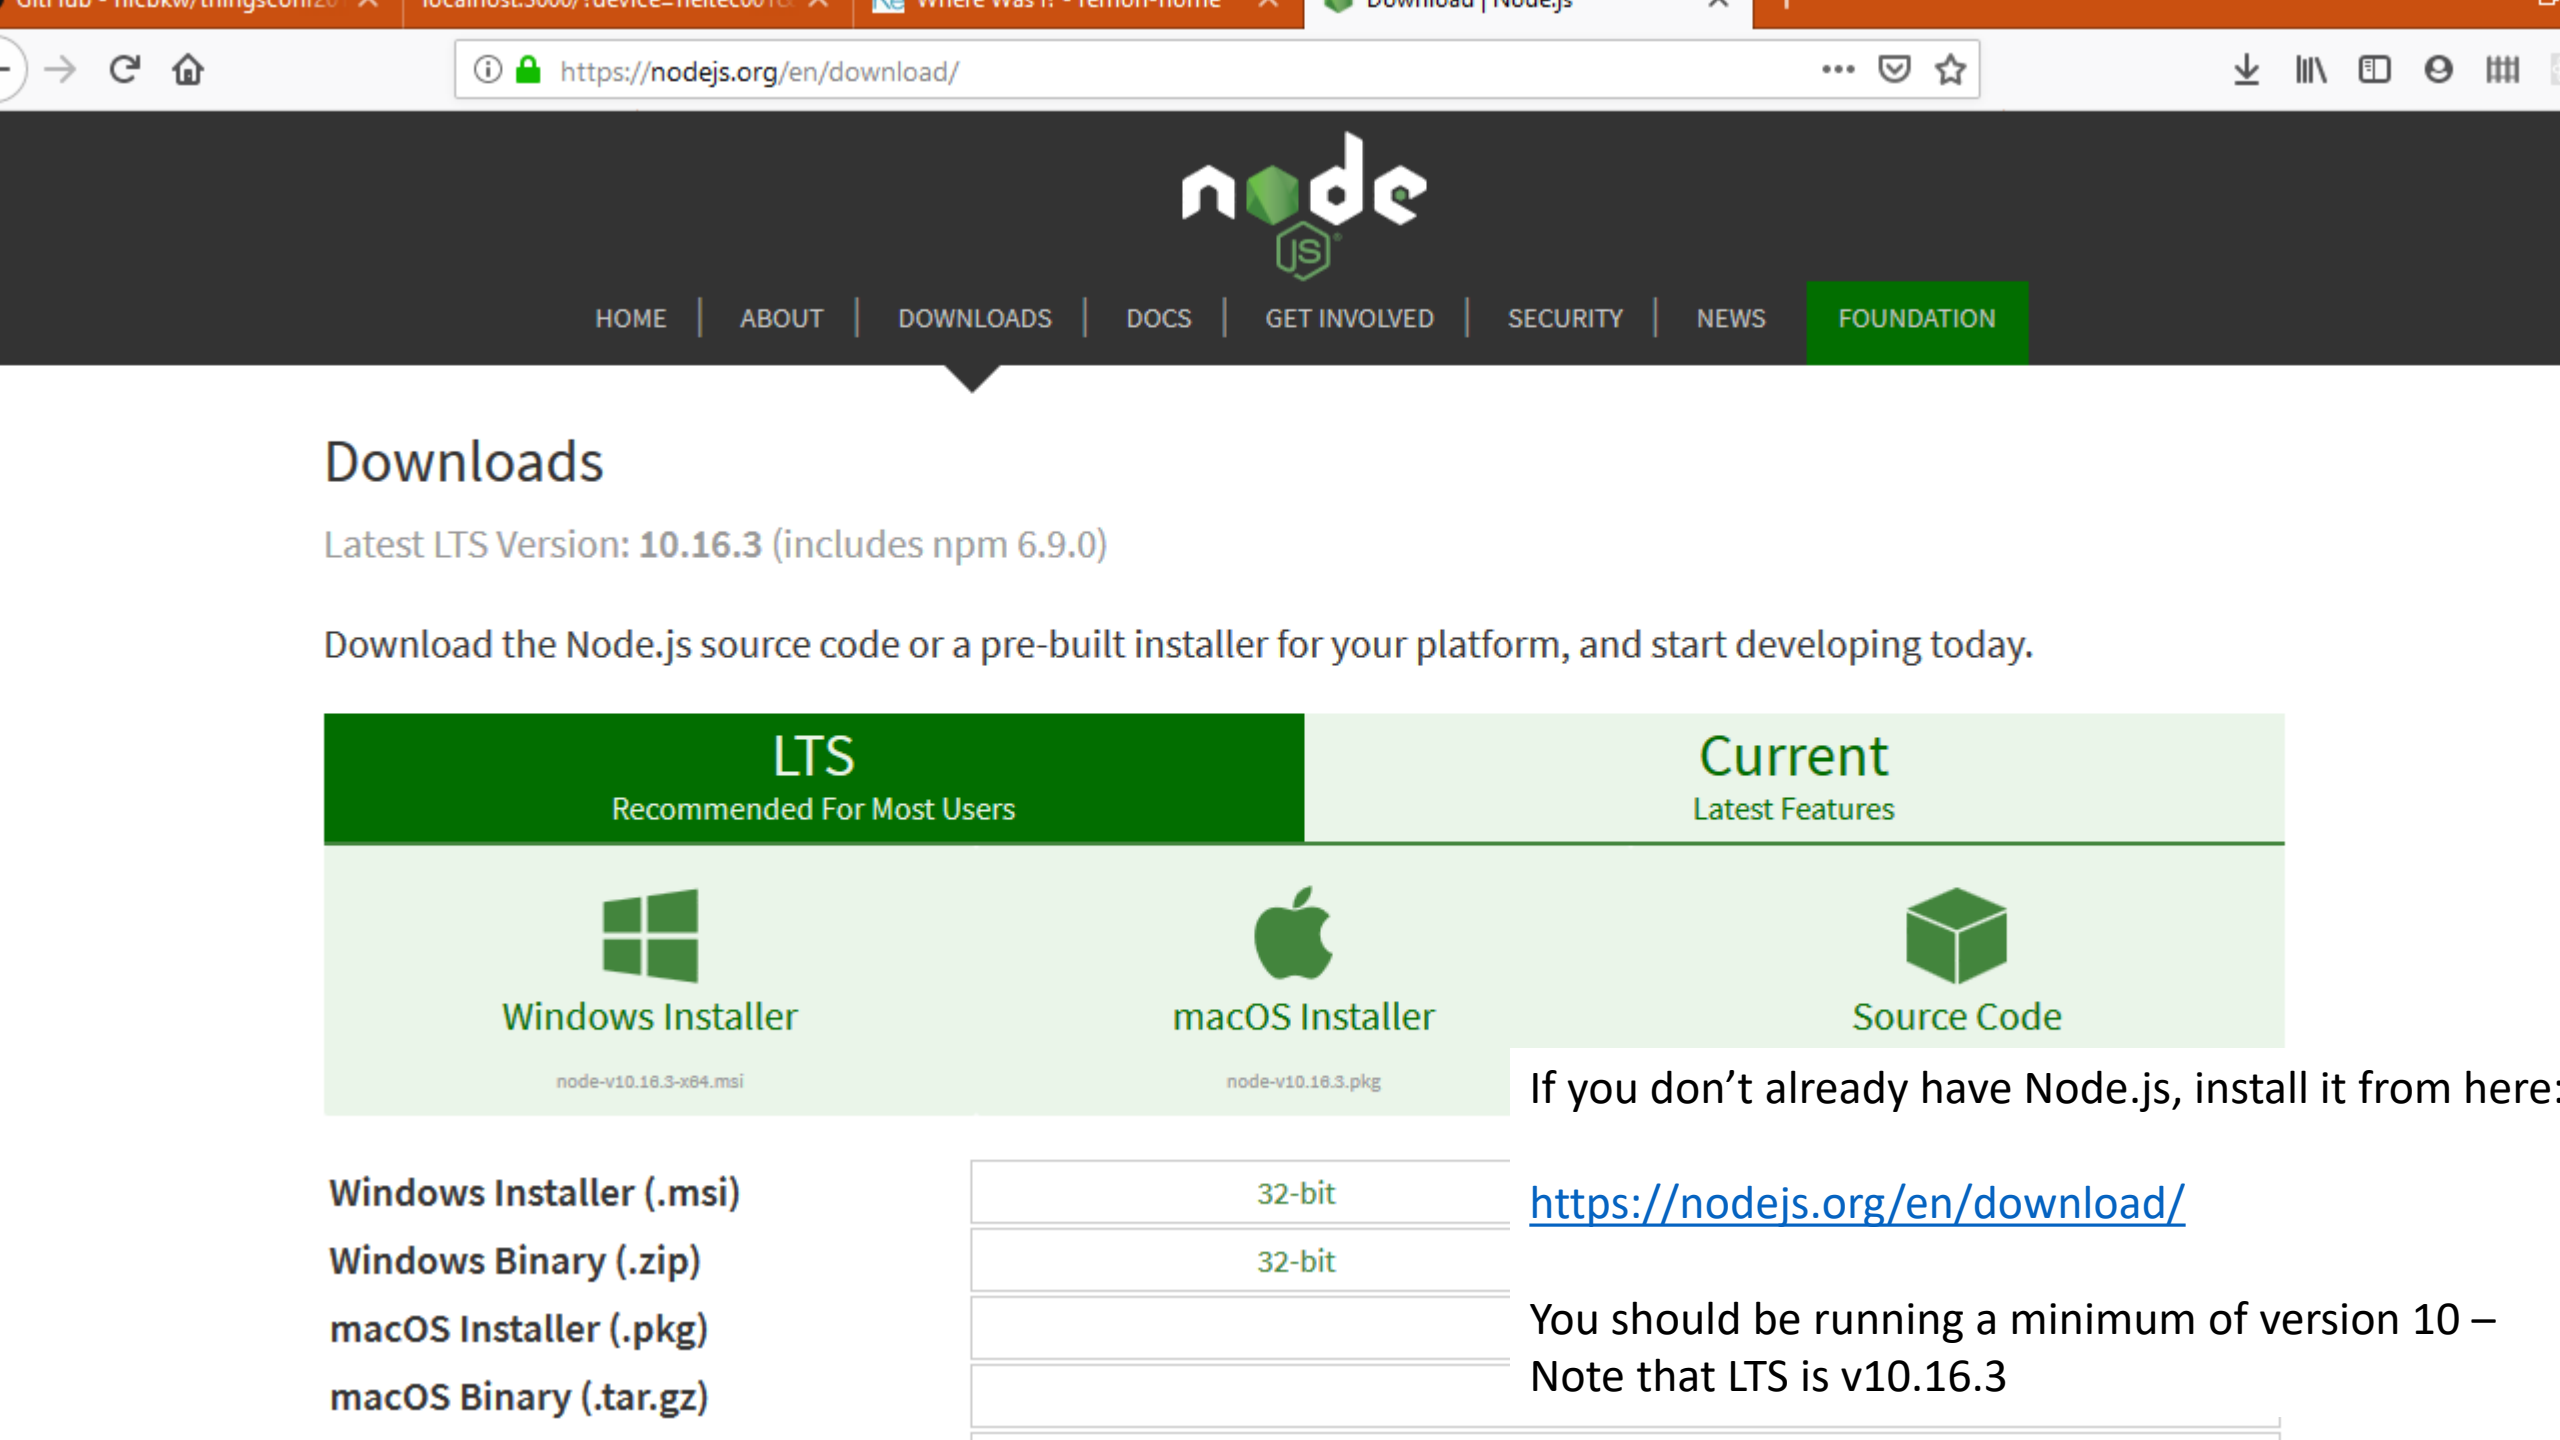 https://nodejs.org/en/download/
node
JS
HOME | ABOUT | DOWNLOADS | DOCS | GET INVOLVED | SECURITY | NEWS FOUNDATION
Downloads
Latest LTS Version: 10.16.3 (includes npm 6.9.0)
Download the Node.js source code or a pre-built installer for your platform, and start developing today.
LTS
Recommended For Most Users
Current
Latest Features
Windows Installer
node-v10.16.3-x64.msi
macOS Installer
node-v10.16.3.pkg
Source Code
Windows Installer (.msi) 32-bit
Windows Binary (.zip) 32-bit
macOS Installer (.pkg)
macOS Binary (.tar.gz)
If you don’t already have Node.js, install it from here:
https://nodejs.org/en/download/
You should be running a minimum of version 10 –
Note that LTS is v10.16.3